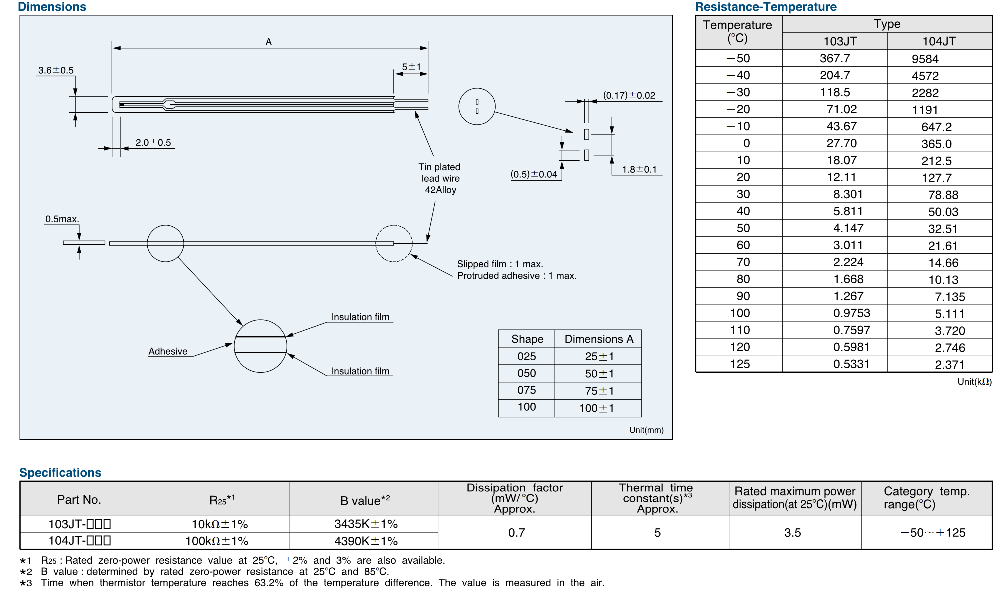 Dimensions
A
3.6±0.5
5±1
(0.17)±0.02
2.0±0.5
(0.5)±0.04
1.8±0.1
Tin plated
lead wire
42Alloy
0.5max.
Slipped film : 1 max.
Protruded adhesive : 1 max.
Insulation film
Adhesive
Insulation film
Shape Dimensions A
025 25±1
050 50±1
075 75±1
100 100±1
Unit(mm)
Resistance-Temperature
Temperature (°C) Type
103JT 104JT
−50 367.7 9584
−40 204.7 4572
−30 118.5 2282
−20 71.02 1191
−10 43.67 647.2
0 27.70 365.0
10 18.07 212.5
20 12.11 127.7
30 8.301 78.88
40 5.811 50.03
50 4.147 32.51
60 3.011 21.61
70 2.224 14.66
80 1.668 10.13
90 1.267 7.135
100 0.9753 5.111
110 0.7597 3.720
120 0.5981 2.746
125 0.5331 2.371
Unit(kΩ)
Specifications
Part No. R25*1 B value*2 Dissipation factor (mW/°C) Approx. Thermal time constant(s)*3 Approx. Rated maximum power dissipation(at 25°C)(mW) Category temp. range(°C)
103JT-□□□ 10kΩ±1% 3435K±1% 0.7 5 3.5 −50···+125
104JT-□□□ 100kΩ±1% 4390K±1%
*1 R25 : Rated zero-power resistance value at 25°C, ±2% and 3% are also available.
*2 B value : determined by rated zero-power resistance at 25°C and 85°C.
*3 Time when thermistor temperature reaches 63.2% of the temperature difference. The value is measured in the air.